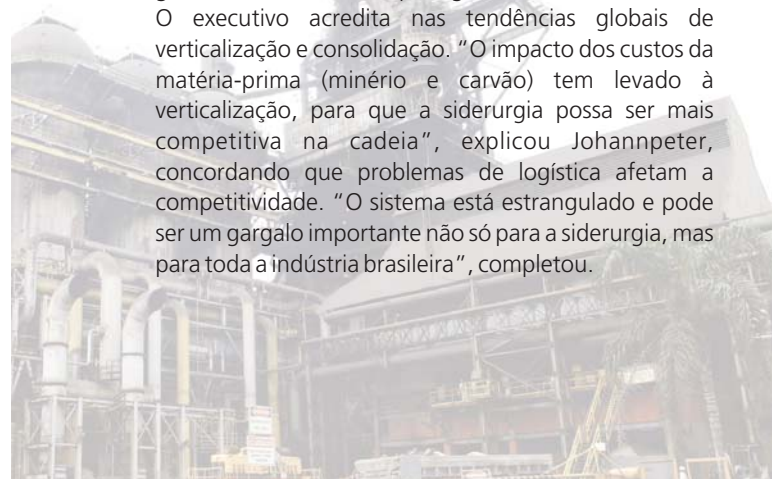 O executivo acredita nas tendências globais de
verticalização e consolidação. “O impacto dos custos da
matéria-prima (minério e carvão) tem levado à
verticalização, para que a siderurgia possa ser mais
competitiva na cadeia”, explicou Johannpeter,
concordando que problemas de logística afetam a
competitividade. “O sistema está estrangulado e pode
ser um gargalo importante não só para a siderurgia, mas
para toda a indústria brasileira”, completou.